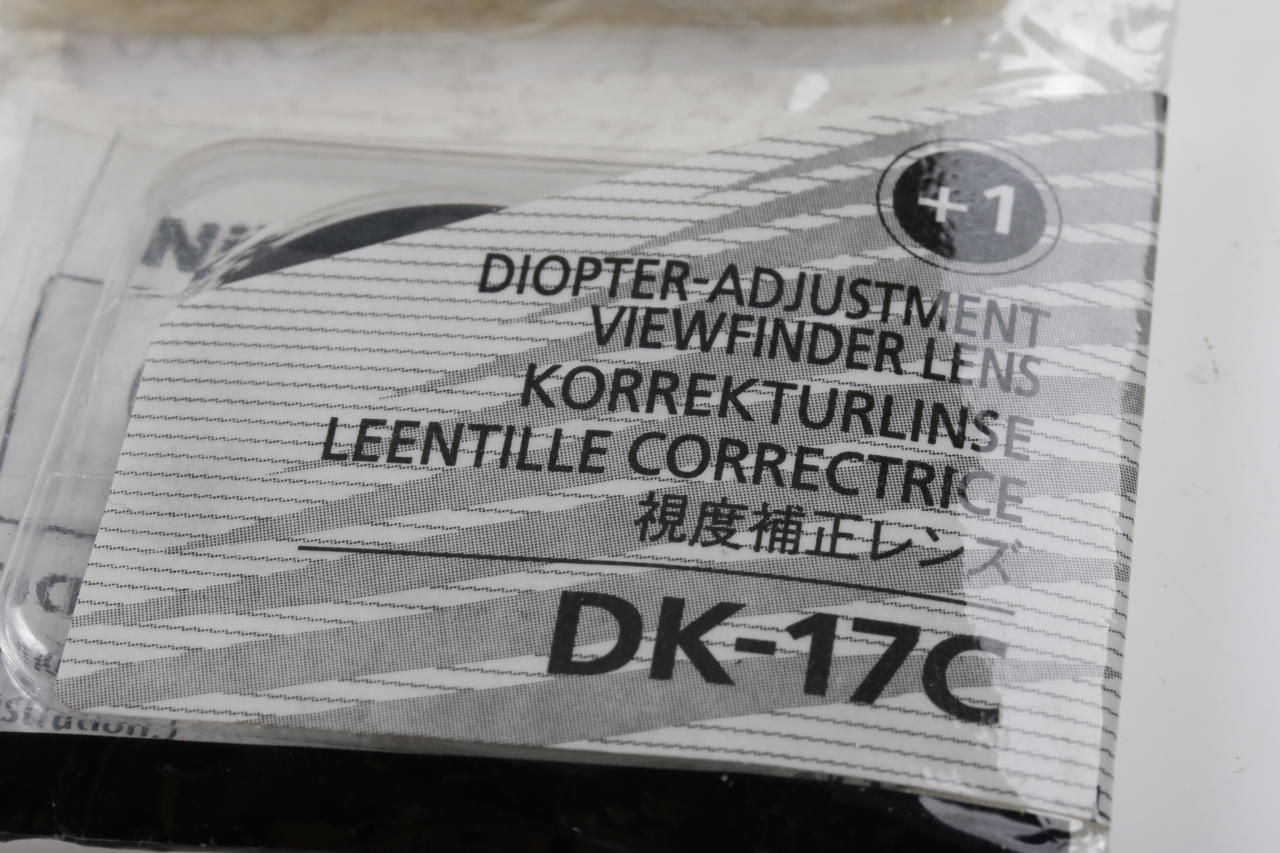 +1
DIOPTER-ADJUSTMENT
VIEWFINDER LENS
KORREKTURLINSE
LEENTILLE CORRECTRICE
視度補正レンズ
DK-17C